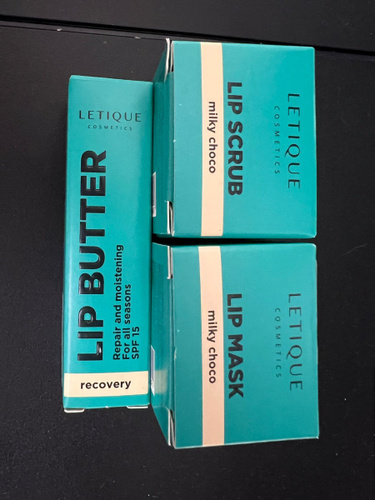 LETIQUE
COSMETICS
LIP BUTTER
Repair and moistening
For all seasons
SPF 15
recovery
LETIQUE
COSMETICS
LIP SCRUB
milky choco
LETIQUE
COSMETICS
LIP MASK
milky choco